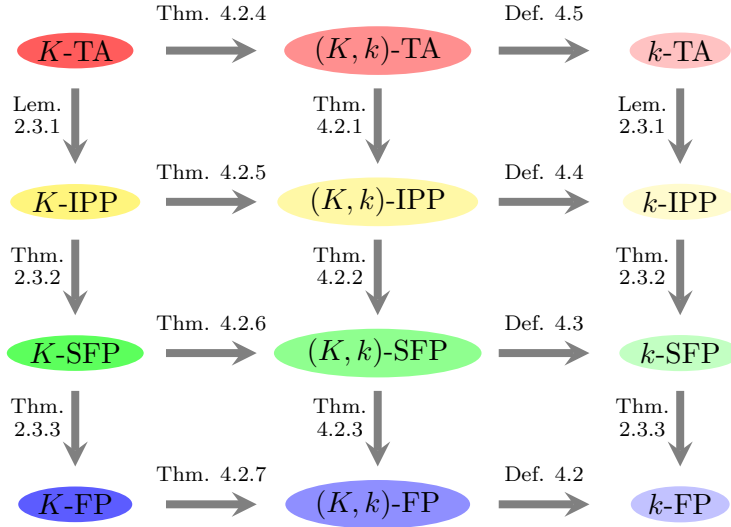 Thm. 4.2.4 Def. 4.5
K-TA (K, k)-TA k-TA
Lem. Thm. Lem.
2.3.1 4.2.1 2.3.1
Thm. 4.2.5 Def. 4.4
K-IPP (K, k)-IPP k-IPP
Thm. Thm. Thm.
2.3.2 4.2.2 2.3.2
Thm. 4.2.6 Def. 4.3
K-SFP (K, k)-SFP k-SFP
Thm. Thm. Thm.
2.3.3 4.2.3 2.3.3
Thm. 4.2.7 Def. 4.2
K-FP (K, k)-FP k-FP